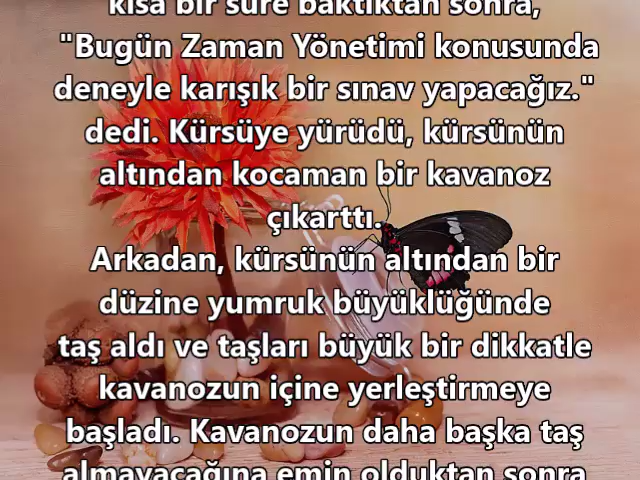 kısa bir süre baktıktan sonra,
"Bugün Zaman Yönetimi konusunda
deneyle karışık bir sınav yapacağız."
dedi. Kürsüye yürüdü, kürsünün
altından kocaman bir kavanoz
çıkarttı.
Arkadan, kürsünün altından bir
düzine yumruk büyüklüğünde
taş aldı ve taşları büyük bir dikkatle
kavanozun içine yerleştirmeye
başladı. Kavanozun daha başka taş
almayacağına emin olduktan sonra